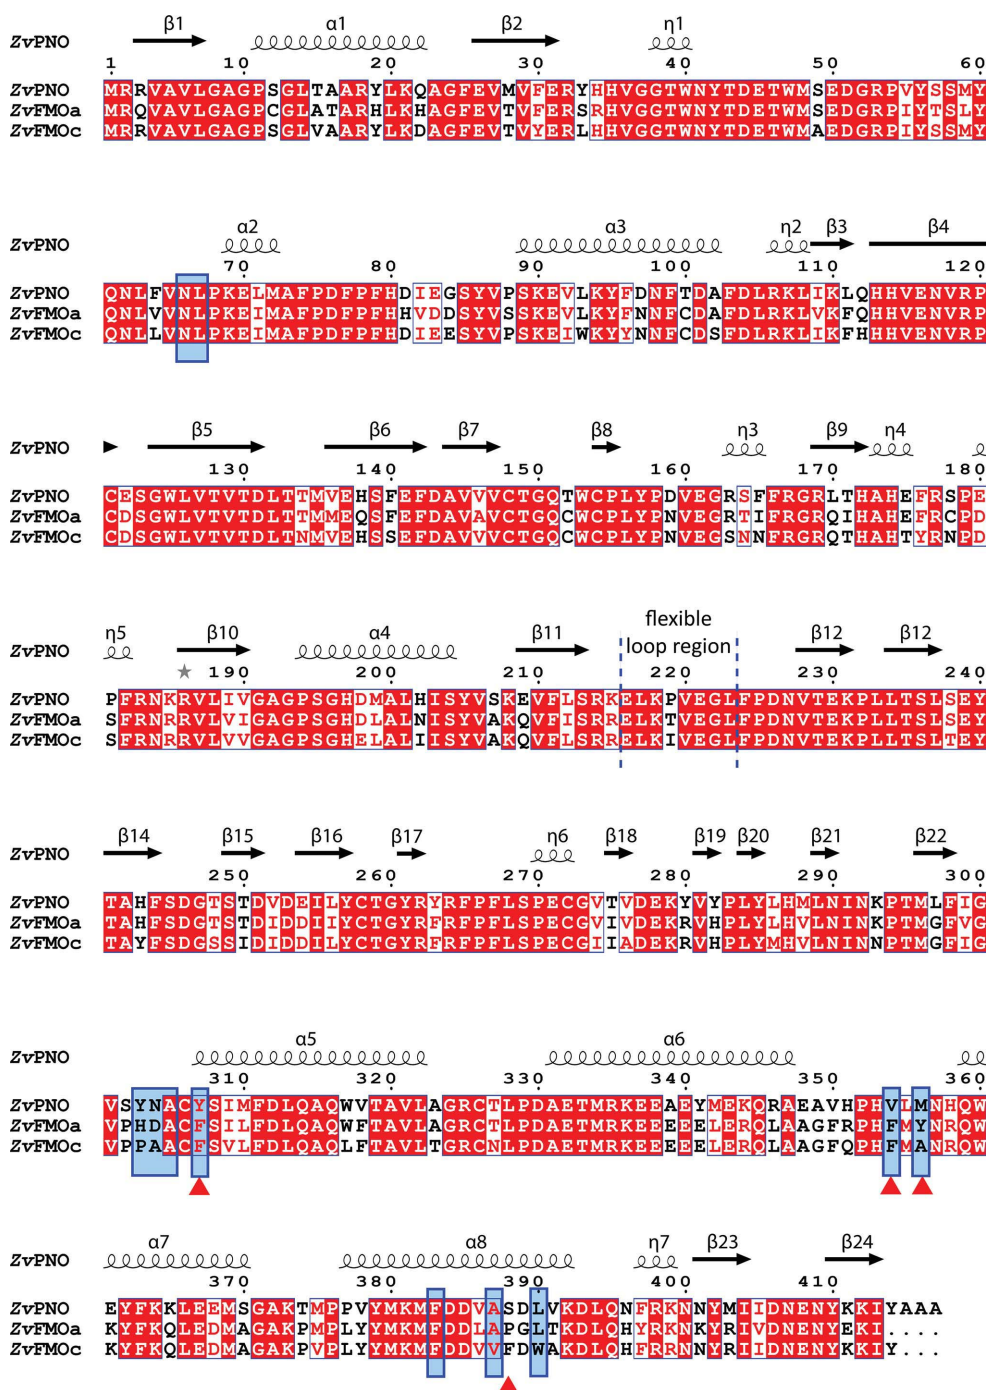 ZvPNO β1 α1 β2 η1
1 10 20 30 40 50 60
ZvPNO MRRVAVLGAGPSGLTAARYLKQAGFEVMVFERYHHVGGTWNYTDETWMSEDGRPVYSSMY
ZvFMOa MRQVAVLGAGPCGLATARHLKHAGFEVTVFERSRHVGGTWNYTDETWMSEDGRPIYTSLY
ZvFMOc MRRVAVLGAGPSGLVAARYLKDAGFEVTVYERLHHVGGTWNYTDETWMAEDGRPIYSSMY
ZvPNO α2 α3 η2 β3 β4
70 80 90 100 110 120
ZvPNO QNLFVNLPKELMAFPDFPFHDIEGSYVPSKEVLKYFDNFTDAFDLRKLIKLQHHVENVRP
ZvFMOa QNLVVNLPKEIMAFPDFPFHHVDDSYVSSKEVLKYFNNFCDAFDLRKLVKFQHHVENVRP
ZvFMOc QNLLVNLPKEIMAFPDFPFHDIEESYVPSKEIWKYYNNFCDSFDLRKLIKFHHHVENVRP
ZvPNO β5 β6 β7 β8 η3 β9 η4
130 140 150 160 170 180
ZvPNO CESGWLVTVTDLTTMVEHSFEFDAVVVCTGQTWCPLYPDVEGRSFFRGRLTHAHEFRSPE
ZvFMOa CDSGWLVTVTDLTTMMEQSFEFDAVAVCTGQCWCPLYPNVEGRTIFRGRQIHAHEFRCPD
ZvFMOc CDSGWLVTVTDLTNMVEHSSEFDAVVVCTGQCWCPLYPNVEGSNNFRGRQTHAHTYRNPD
flexible
ZvPNO η5 β10 α4 β11 loop region β12 β12
190 200 210 220 230 240
ZvPNO PFRNKRVLIVGAGPSGHDMALHISYVSKEVFLSRKELKPVEGLFPDNVTEKPLLTSLSEY
ZvFMOa SFRNRRVLVIGAGPSGHDLALNISYVAKQVFISRRELKTVEGLFPDNVTEKPLLTSLSEY
ZvFMOc SFRNRRVLVVGAGPSGHELALIISYVAKQVFLSRRELKIVEGLFPDNVTEKPLLTSLTEY
ZvPNO β14 β15 β16 β17 η6 β18 β19 β20 β21 β22
250 260 270 280 290 300
ZvPNO TAHFSDGTSTDVDEILYCTGYRYRFPFLSPECGVTVDEKYVYPLYLHMLNINKPTMLFIG
ZvFMOa TAHFSDGSSTDIDDIIYCTGYRFRFPFLSPECGVIVDEKRVHPLYLHVLNINKPTMGFVG
ZvFMOc TAYFSDGSSIDIDDILYCTGYRFRFPFLSPECGIIADEKRVHPLYMHVLNINNPTMGFIG
ZvPNO α5 α6
310 320 330 340 350 360
ZvPNO VSYNACYSIMFDLQAQWVTAVLAGRCTLPDAETMRKEEAEYMEKQRAEAVHPHVLMNHQW
ZvFMOa VPHDACFSIMFDLQAQWFTAVLAGRCTLPDAETMRKEEEEELERQLAAGFRPHFMYNRQW
ZvFMOc VPPAACFSVLFDLQAQLFTAVLTGRCNLPDAETMRKEEEEELERQLAAGFQPHFMANRQW
ZvPNO α7 α8 η7 β23 β24
370 380 390 400 410
ZvPNO EYFKKLEEMSGAKTMPPVYMKMFDDVASDLVKDLQNFRKNNYMIIDNENYKKIYAAA
ZvFMOa KYFKQLEDMAGAKPMPLYYMKMFDDLAPGLTKDLQHYRKNKYRIVDNENYEKI....
ZvFMOc KYFKQLEDMAGAKPVPLYYMKMFDDVVFDWAKDLQHFRRNNYRIIDNENYKKIY...